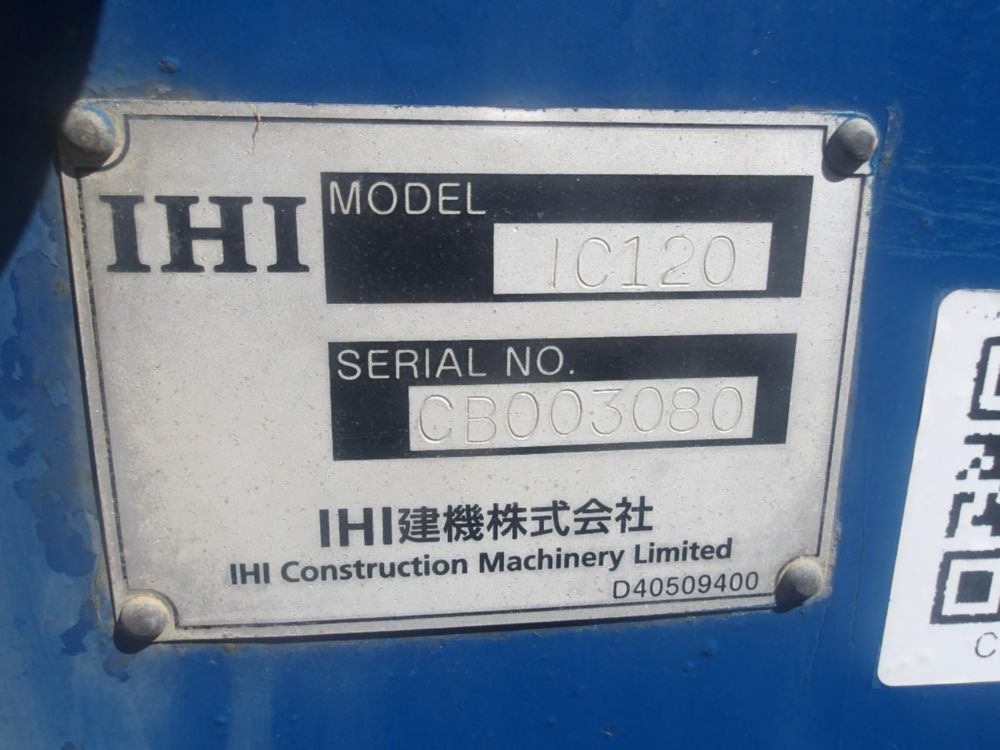 IHI
MODEL
IC120
SERIAL NO.
CB003080
IHI建機株式会社
IHI Construction Machinery Limited
D40509400
C